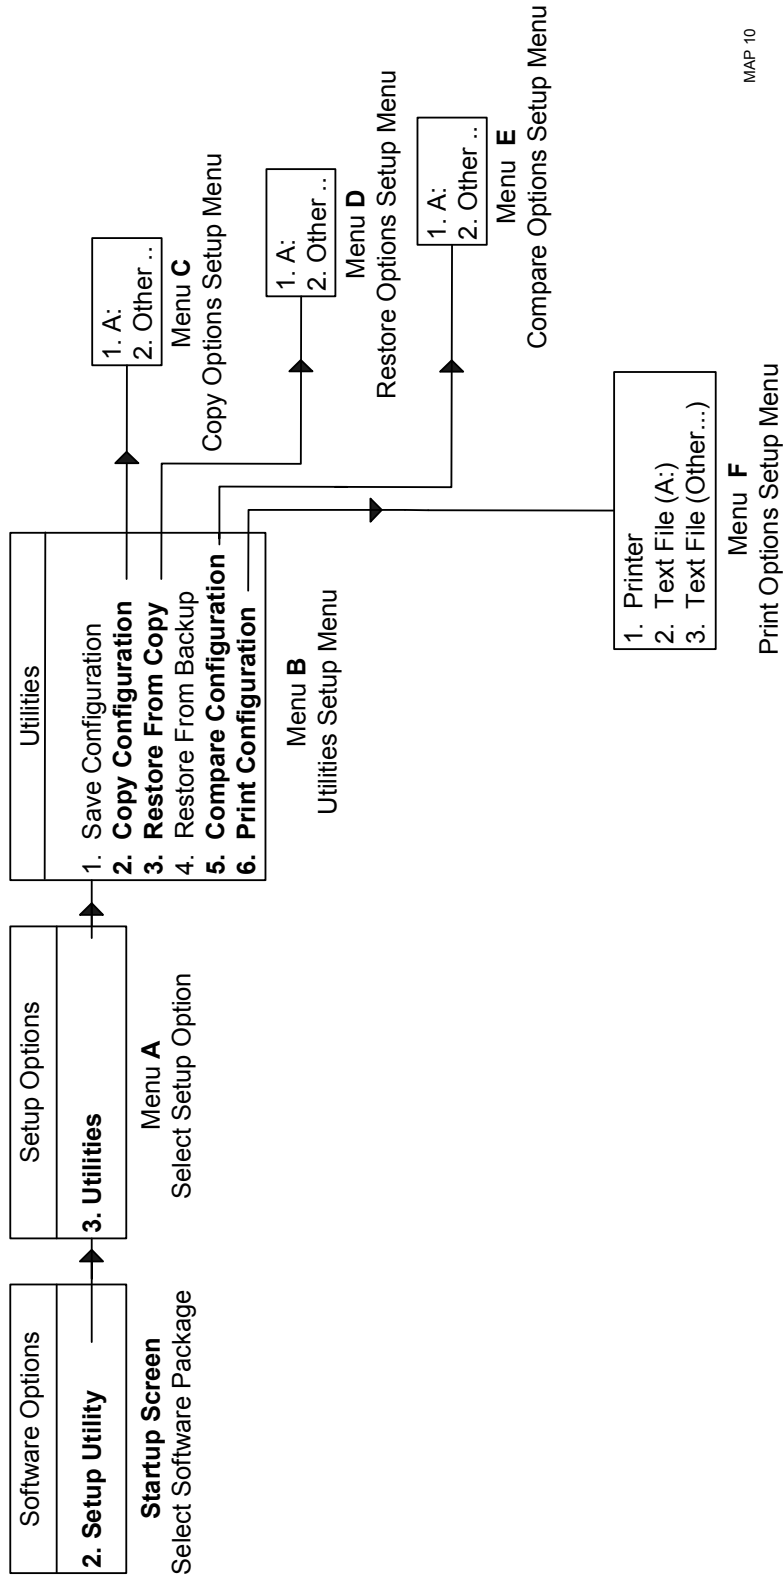 Software Options
2. Setup Utility
Startup Screen
Select Software Package
Setup Options
3. Utilities
Menu A
Select Setup Option
Utilities
1. Save Configuration
2. Copy Configuration
3. Restore From Copy
4. Restore From Backup
5. Compare Configuration
6. Print Configuration
Menu B
Utilities Setup Menu
1. A:
2. Other ..
Menu C
Copy Options Setup Menu
1. A:
2. Other ..
Menu D
Restore Options Setup Menu
1. A:
2. Other ..
Menu E
Compare Options Setup Menu
1. Printer
2. Text File (A:)
3. Text File (Other...)
Menu F
Print Options Setup Menu
MAP 10